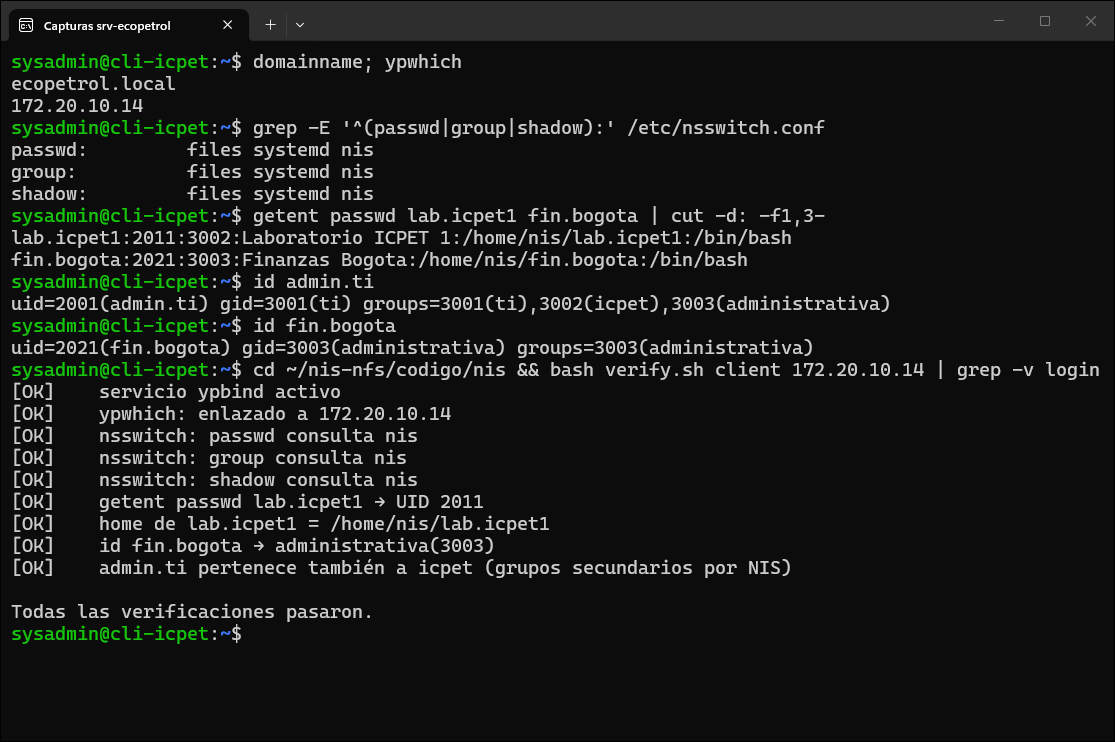 Capturas srv-ecopetrol
sysadmin@cli-icpet:~$ domainname; ypwhich
ecopetrol.local
172.20.10.14
sysadmin@cli-icpet:~$ grep -E '^(passwd|group|shadow):' /etc/nsswitch.conf
passwd:         files systemd nis
group:          files systemd nis
shadow:         files systemd nis
sysadmin@cli-icpet:~$ getent passwd lab.icpet1 fin.bogota | cut -d: -f1,3-
lab.icpet1:2011:3002:Laboratorio ICPET 1:/home/nis/lab.icpet1:/bin/bash
fin.bogota:2021:3003:Finanzas Bogota:/home/nis/fin.bogota:/bin/bash
sysadmin@cli-icpet:~$ id admin.ti
uid=2001(admin.ti) gid=3001(ti) groups=3001(ti),3002(icpet),3003(administrativa)
sysadmin@cli-icpet:~$ id fin.bogota
uid=2021(fin.bogota) gid=3003(administrativa) groups=3003(administrativa)
sysadmin@cli-icpet:~$ cd ~/nis-nfs/codigo/nis && bash verify.sh client 172.20.10.14 | grep -v login
[OK]    servicio ypbind activo
[OK]    ypwhich: enlazado a 172.20.10.14
[OK]    nsswitch: passwd consulta nis
[OK]    nsswitch: group consulta nis
[OK]    nsswitch: shadow consulta nis
[OK]    getent passwd lab.icpet1 → UID 2011
[OK]    home de lab.icpet1 = /home/nis/lab.icpet1
[OK]    id fin.bogota → administrativa(3003)
[OK]    admin.ti pertenece también a icpet (grupos secundarios por NIS)
Todas las verificaciones pasaron.
sysadmin@cli-icpet:~$